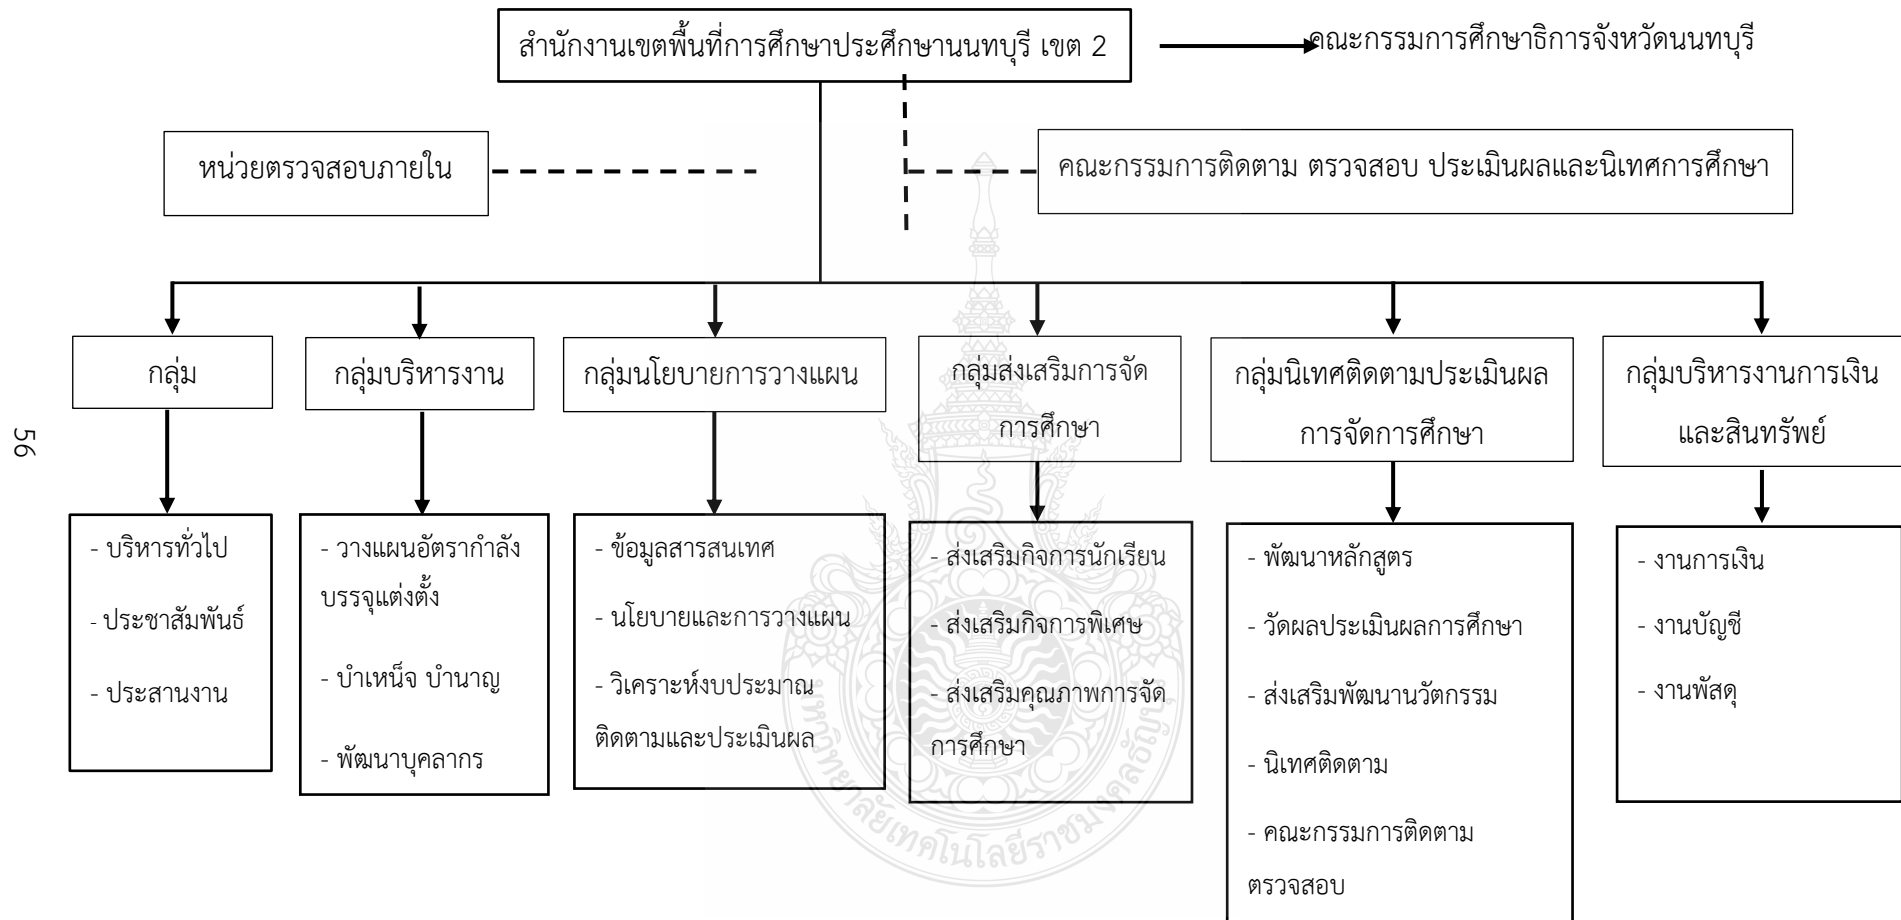 สำนักงานเขตพื้นที่การศึกษาประศึกษานนทบุรี เขต 2
คณะกรรมการศึกษาธิการจังหวัดนนทบุรี
หน่วยตรวจสอบภายใน
คณะกรรมการติดตาม ตรวจสอบ ประเมินผลและนิเทศการศึกษา
กลุ่ม
กลุ่มบริหารงาน
กลุ่มนโยบายการวางแผน
กลุ่มส่งเสริมการจัด
การศึกษา
กลุ่มนิเทศติดตามประเมินผล
การจัดการศึกษา
กลุ่มบริหารงานการเงิน
และสินทรัพย์
- บริหารทั่วไป
- ประชาสัมพันธ์
- ประสานงาน
- วางแผนอัตรากำลัง
บรรจุแต่งตั้ง
- บำเหน็จ บำนาญ
- พัฒนาบุคลากร
- ข้อมูลสารสนเทศ
- นโยบายและการวางแผน
- วิเคราะห์งบประมาณ
ติดตามและประเมินผล
- ส่งเสริมกิจการนักเรียน
- ส่งเสริมกิจการพิเศษ
- ส่งเสริมคุณภาพการจัด
การศึกษา
- พัฒนาหลักสูตร
- วัดผลประเมินผลการศึกษา
- ส่งเสริมพัฒนานวัตกรรม
- นิเทศติดตาม
- คณะกรรมการติดตาม
ตรวจสอบ
- งานการเงิน
- งานบัญชี
- งานพัสดุ
56
มหาวิทยาลัยเทคโนโลยีราชมงคลธัญบุรี